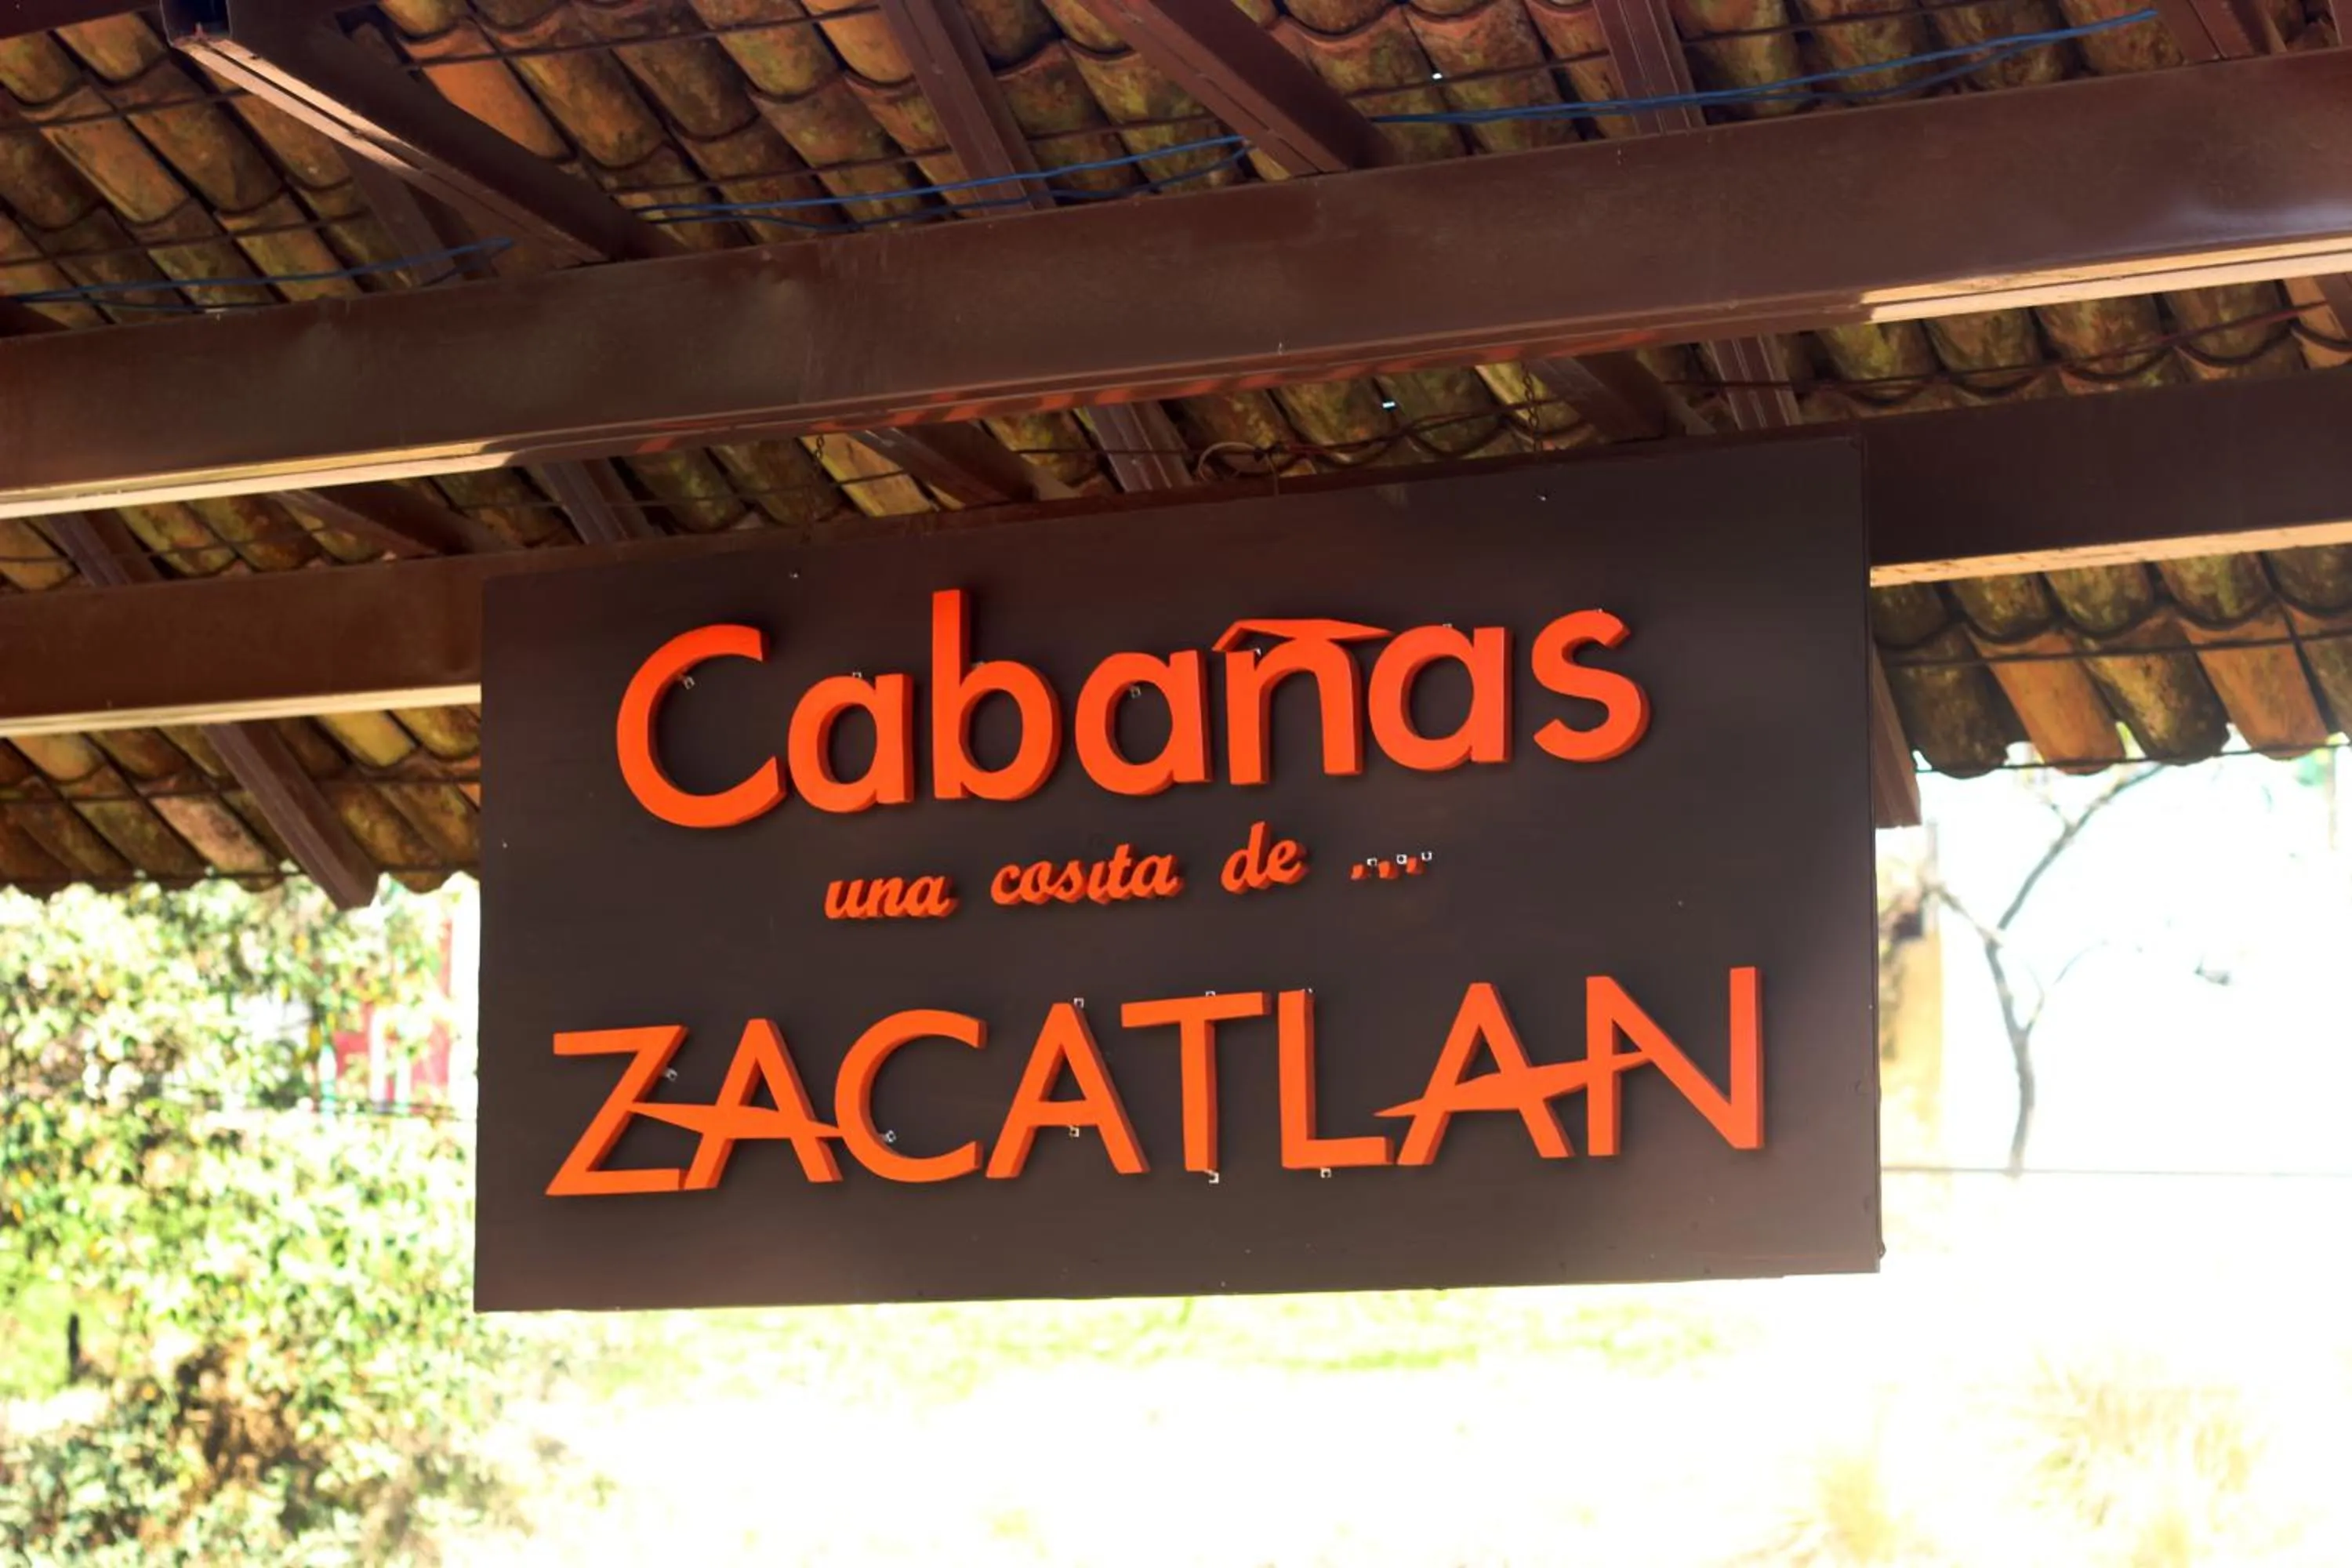 Cabañas
una cosita de ....
ZACATLAN